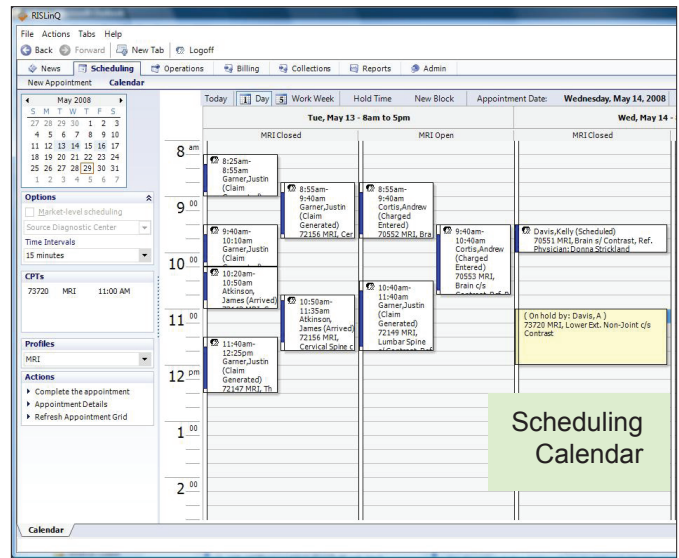 RISLinQ
File Actions Tabs Help
Back Forward New Tab Logoff
News Scheduling Operations Billing Collections Reports Admin
New Appointment Calendar
May 2008
S M T W T F S
27 28 29 30 1 2 3
4 5 6 7 8 9 10
11 12 13 14 15 16 17
18 19 20 21 22 23 24
25 26 27 28 29 30 31
1 2 3 4 5 6 7
Options
Market-level scheduling
Source Diagnostic Center
Time Intervals
15 minutes
CPTs
73720 MRI 11:00 AM
Profiles
MRI
Actions
Complete the appointment
Appointment Details
Refresh Appointment Grid
Today 1 Day 5 Work Week Hold Time New Block Appointment Date: Wednesday, May 14, 2008
Tue, May 13 - 8am to 5pm
Wed, May 14 -
MRI Closed
MRI Open
MRI Closed
8 am
9 00
10 00
11 00
12 pm
1 00
2 00
8:25am-
8:55am
Garner,Justin
(Claim
8:55am-
9:40am
Garner,Justin
(Claim
Generated)
72156 MRI, Cer
9:40am-
10:10am
Garner,Justin
(Claim
10:20am-
10:50am
Atkinson,
James (Arrived)
10:50am-
11:35am
Atkinson,
James (Arrived)
72156 MRI,
Cervical Spine c
11:40am-
12:25pm
Garner,Justin
(Claim
Generated)
72147 MRI, Th
8:55am-
9:40am
Cortis,Andrew
(Charged
Entered)
70552 MRI, Bra
9:40am-
10:40am
Cortis,Andrew
(Charged
Entered)
70553 MRI,
Brain c/s
10:40am-
11:40am
Garner,Justin
(Claim
Generated)
72149 MRI,
Lumbar Spine
Davis,Kelly (Scheduled)
70551 MRI, Brain s/ Contrast, Ref.
Physician: Donna Strickland
( On hold by: Davis,A )
73720 MRI, Lower Ext. Non-Joint c/s
Contrast
Scheduling
Calendar
Calendar